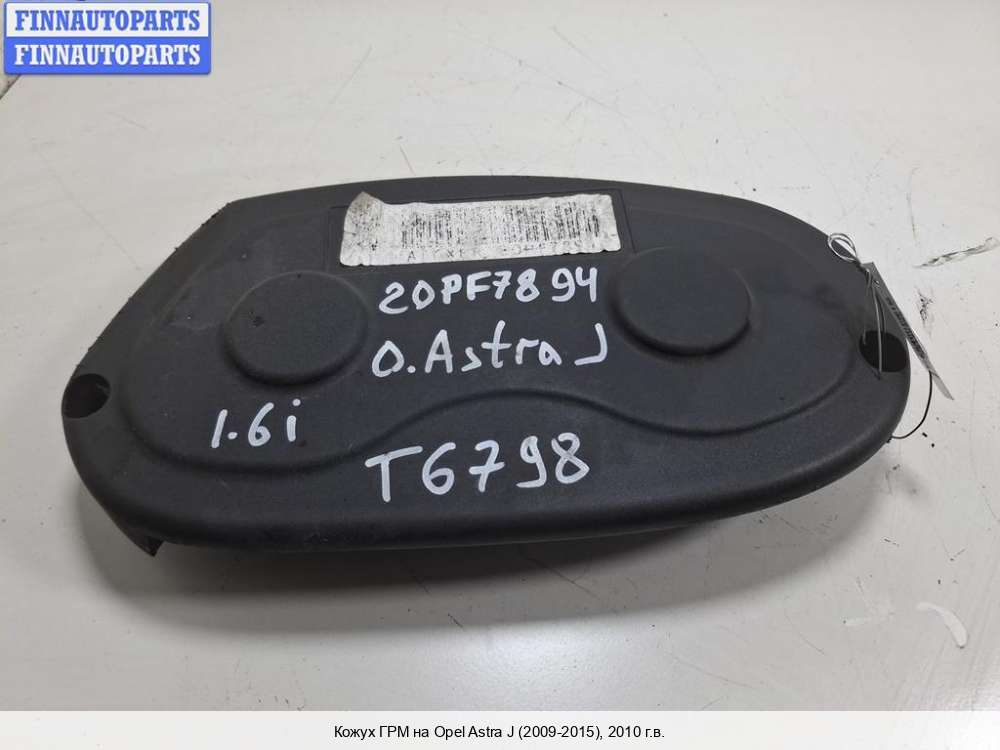 FINNAUTOPARTS
FINNAUTOPARTS
20PF7894
O. Astra J
1.6i
T6798
Кожух ГРМ на Opel Astra J (2009-2015), 2010 г.в.